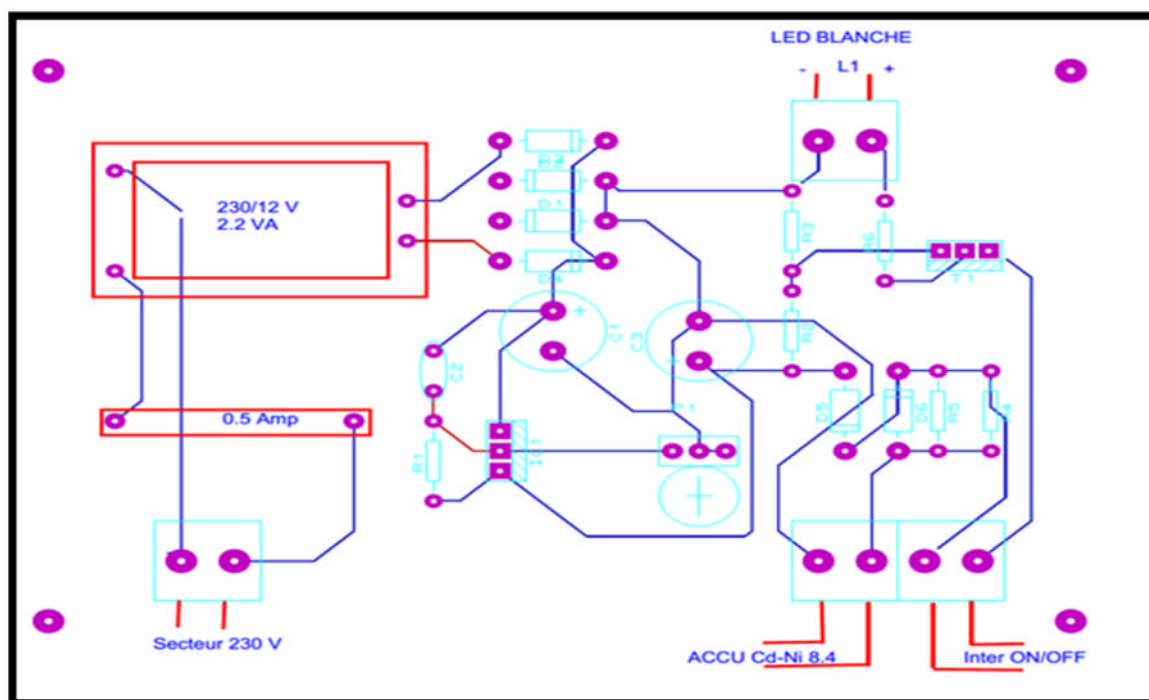 LED BLANCHE
- L1 +
230/12 V
2.2 VA
D1
R3
R6
T1
C1
C3
R2
C2
0.5 Amp
R1
D5
D6
R5
R4
Secteur 230 V
ACCU Cd-Ni 8.4
Inter ON/OFF